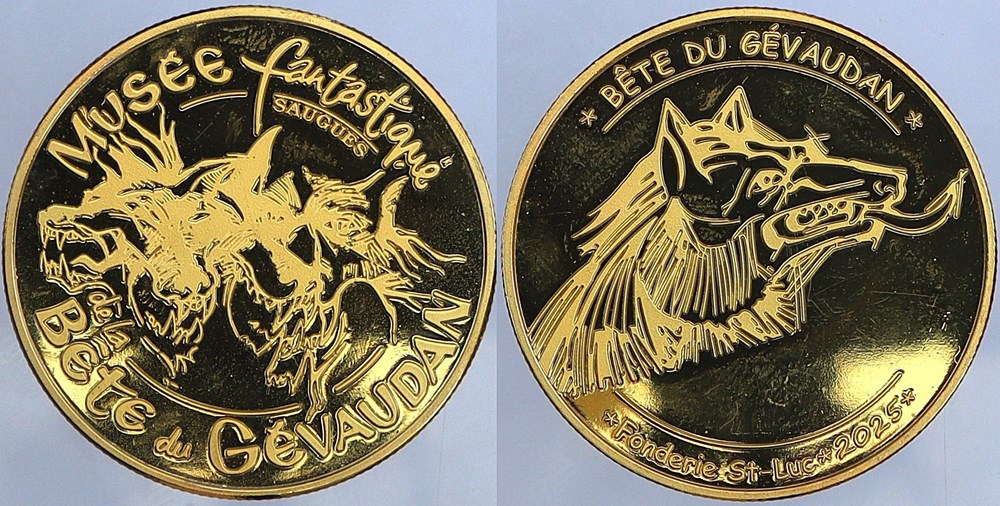 MUSÉE
fantastique
SAUGUES
de la
BÊTE du GÉVAUDAN
* BÊTE DU GÉVAUDAN *
*Fonderie St-Luc*2025*